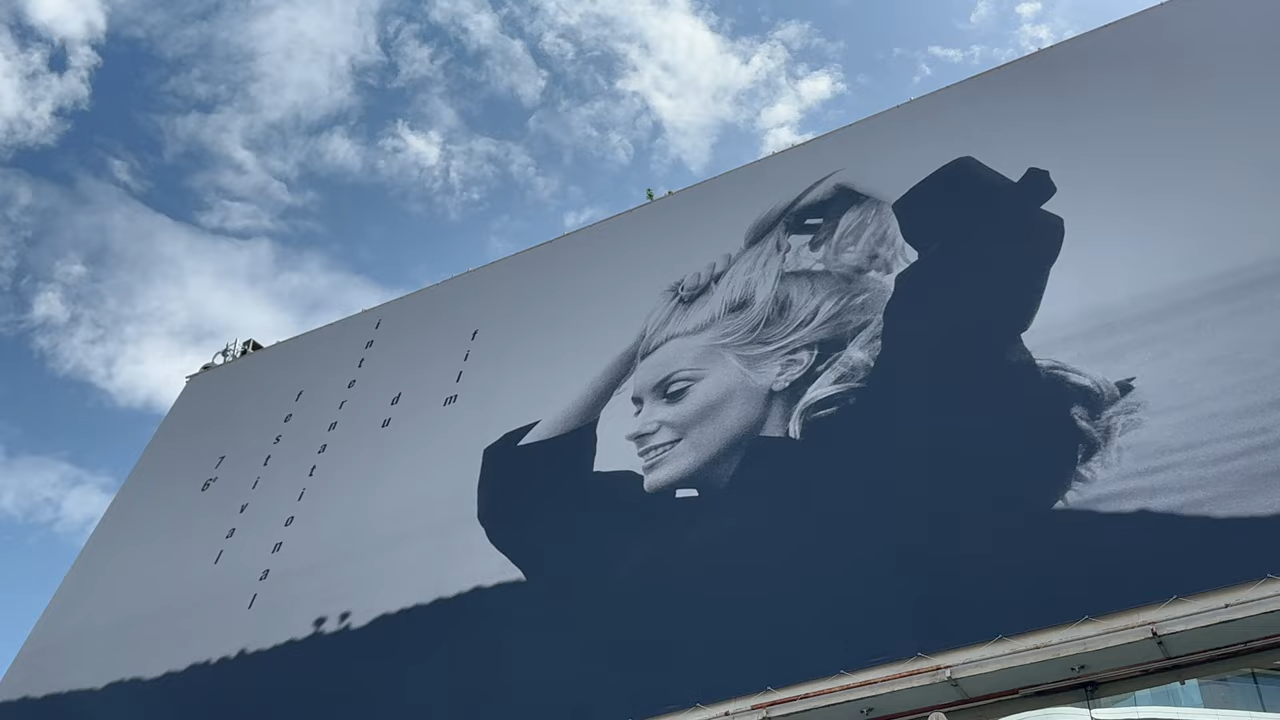 76e
festival
international
du
film